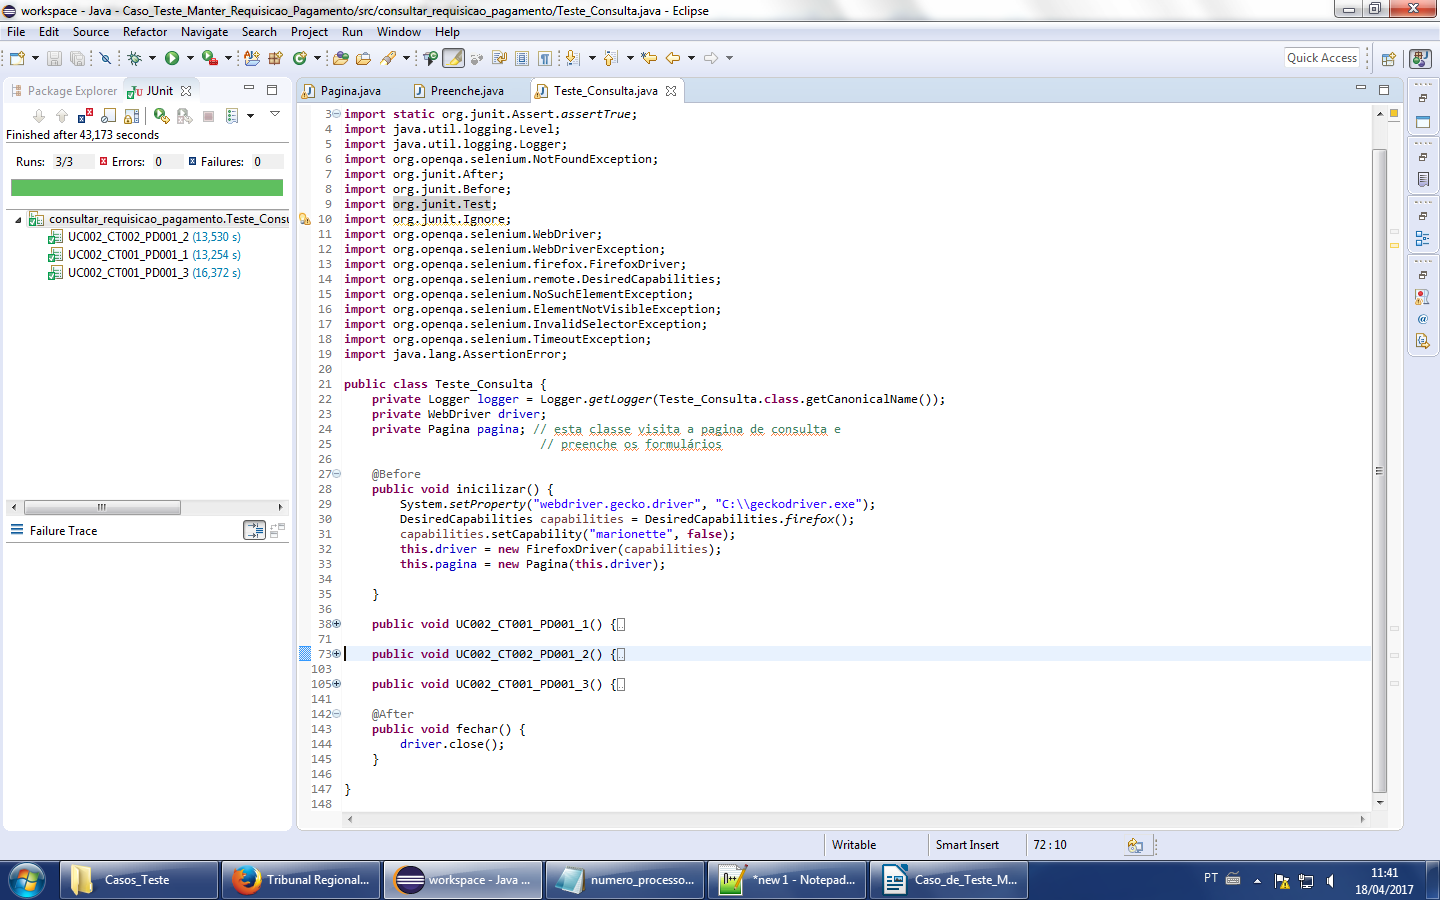 workspace - Java - Caso_Teste_Manter_Requisicao_Pagamento/src/consultar_requisicao_pagamento/Teste_Consulta.java - Eclipse
File Edit Source Refactor Navigate Search Project Run Window Help
Quick Access
Package Explorer JUnit
Pagina.java Preenche.java Teste_Consulta.java
Finished after 43,173 seconds
Runs: 3/3 Errors: 0 Failures: 0
consultar_requisicao_pagamento.Teste_Consu
UC002_CT002_PD001_2 (13,530 s)
UC002_CT001_PD001_1 (13,254 s)
UC002_CT001_PD001_3 (16,372 s)
Failure Trace
3 import static org.junit.Assert.assertTrue;
4 import java.util.logging.Level;
5 import java.util.logging.Logger;
6 import org.openqa.selenium.NotFoundException;
7 import org.junit.After;
8 import org.junit.Before;
9 import org.junit.Test;
10 import org.junit.Ignore;
11 import org.openqa.selenium.WebDriver;
12 import org.openqa.selenium.WebDriverException;
13 import org.openqa.selenium.firefox.FirefoxDriver;
14 import org.openqa.selenium.remote.DesiredCapabilities;
15 import org.openqa.selenium.NoSuchElementException;
16 import org.openqa.selenium.ElementNotVisibleException;
17 import org.openqa.selenium.InvalidSelectorException;
18 import org.openqa.selenium.TimeoutException;
19 import java.lang.AssertionError;
20
21 public class Teste_Consulta {
22 private Logger logger = Logger.getLogger(Teste_Consulta.class.getCanonicalName());
23 private WebDriver driver;
24 private Pagina pagina; // esta classe visita a pagina de consulta e
25 // preenche os formulários
26
27 @Before
28 public void inicilizar() {
29 System.setProperty("webdriver.gecko.driver", "C:\\geckodriver.exe");
30 DesiredCapabilities capabilities = DesiredCapabilities.firefox();
31 capabilities.setCapability("marionette", false);
32 this.driver = new FirefoxDriver(capabilities);
33 this.pagina = new Pagina(this.driver);
34
35 }
36
38 public void UC002_CT001_PD001_1() {
71
73 public void UC002_CT002_PD001_2() {
103
105 public void UC002_CT001_PD001_3() {
141
142 @After
143 public void fechar() {
144 driver.close();
145 }
146
147 }
148
Writable Smart Insert 72 : 10
Casos_Teste Tribunal Regional... workspace - Java ... numero_processo... *new 1 - Notepad... Caso_de_Teste_M... PT 11:41
18/04/2017